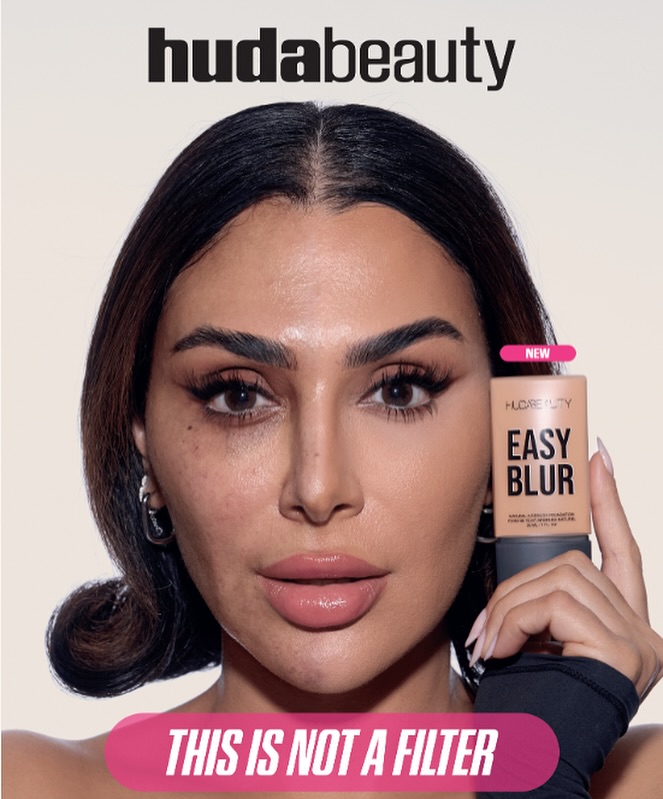 hudabeauty
NEW
HUDABEAUTY
EASY
BLUR
THIS IS NOT A FILTER